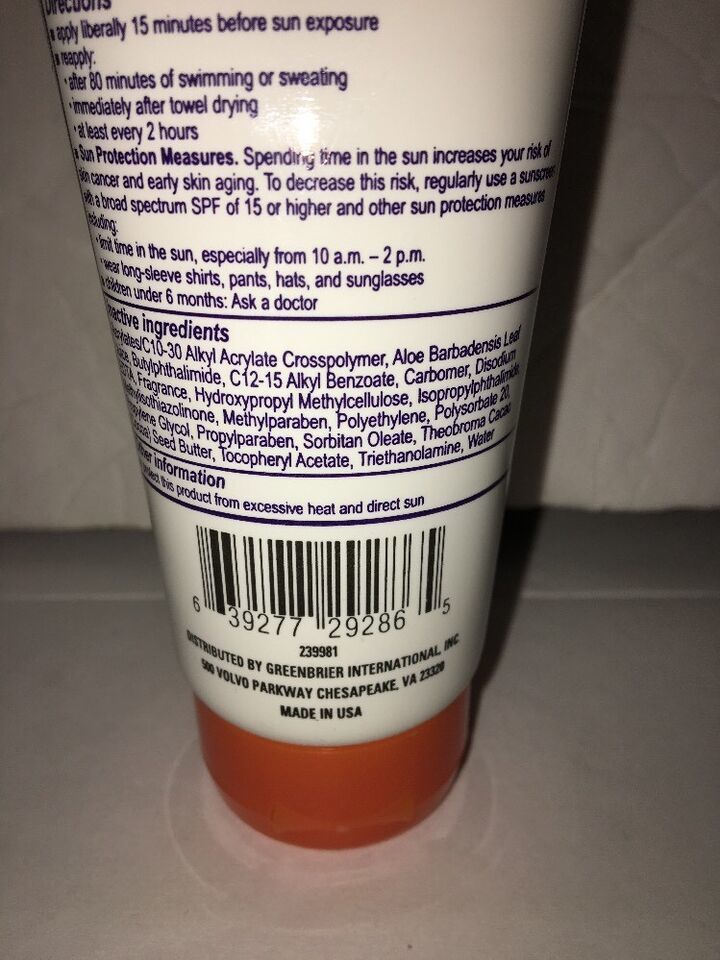 Directions
▪ apply liberally 15 minutes before sun exposure
▪ reapply:
• after 80 minutes of swimming or sweating
• immediately after towel drying
• at least every 2 hours
▪ Sun Protection Measures. Spending time in the sun increases your risk of
skin cancer and early skin aging. To decrease this risk, regularly use a sunscreen
with a broad spectrum SPF of 15 or higher and other sun protection measures
including:
• limit time in the sun, especially from 10 a.m. – 2 p.m.
• wear long-sleeve shirts, pants, hats, and sunglasses
▪ children under 6 months: Ask a doctor
Inactive ingredients
Acrylates/C10-30 Alkyl Acrylate Crosspolymer, Aloe Barbadensis Leaf
Butylphthalimide, C12-15 Alkyl Benzoate, Carbomer, Disodium
Fragrance, Hydroxypropyl Methylcellulose, Isopropylphthalimide,
Methylisothiazolinone, Methylparaben, Polyethylene, Polysorbate 20,
Propylene Glycol, Propylparaben, Sorbitan Oleate, Theobroma Cacao
(Cocoa) Seed Butter, Tocopheryl Acetate, Triethanolamine, Water
Other information
protect this product from excessive heat and direct sun
6 39277 29286 5
239981
DISTRIBUTED BY GREENBRIER INTERNATIONAL, INC.
500 VOLVO PARKWAY CHESAPEAKE, VA 23320
MADE IN USA